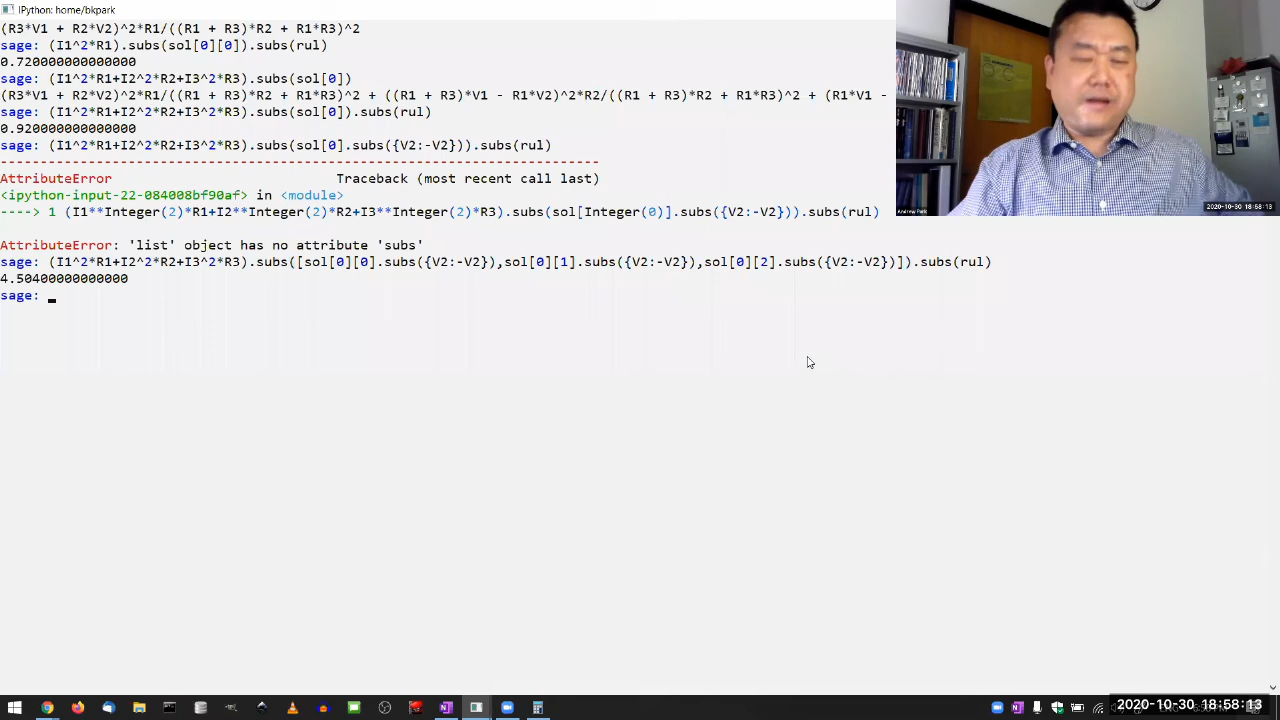 IPython: home/bkpark
(R3*V1 + R2*V2)^2*R1/((R1 + R3)*R2 + R1*R3)^2
sage: (I1^2*R1).subs(sol[0][0]).subs(rul)
0.720000000000000
sage: (I1^2*R1+I2^2*R2+I3^2*R3).subs(sol[0])
(R3*V1 + R2*V2)^2*R1/((R1 + R3)*R2 + R1*R3)^2 + ((R1 + R3)*V1 - R1*V2)^2*R2/((R1 + R3)*R2 + R1*R3)^2 + (R1*V1 -
sage: (I1^2*R1+I2^2*R2+I3^2*R3).subs(sol[0]).subs(rul)
0.920000000000000
sage: (I1^2*R1+I2^2*R2+I3^2*R3).subs(sol[0].subs({V2:-V2})).subs(rul)
---------------------------------------------------------------------------
AttributeError                            Traceback (most recent call last)
<ipython-input-22-084008bf90af> in <module>
----> 1 (I1**Integer(2)*R1+I2**Integer(2)*R2+I3**Integer(2)*R3).subs(sol[Integer(0)].subs({V2:-V2})).subs(rul)
AttributeError: 'list' object has no attribute 'subs'
sage: (I1^2*R1+I2^2*R2+I3^2*R3).subs([sol[0][0].subs({V2:-V2}),sol[0][1].subs({V2:-V2}),sol[0][2].subs({V2:-V2})]).subs(rul)
4.50400000000000
sage:
Andrew Park
2020-10-30 18:58:13
2020-10-30 18:58:13